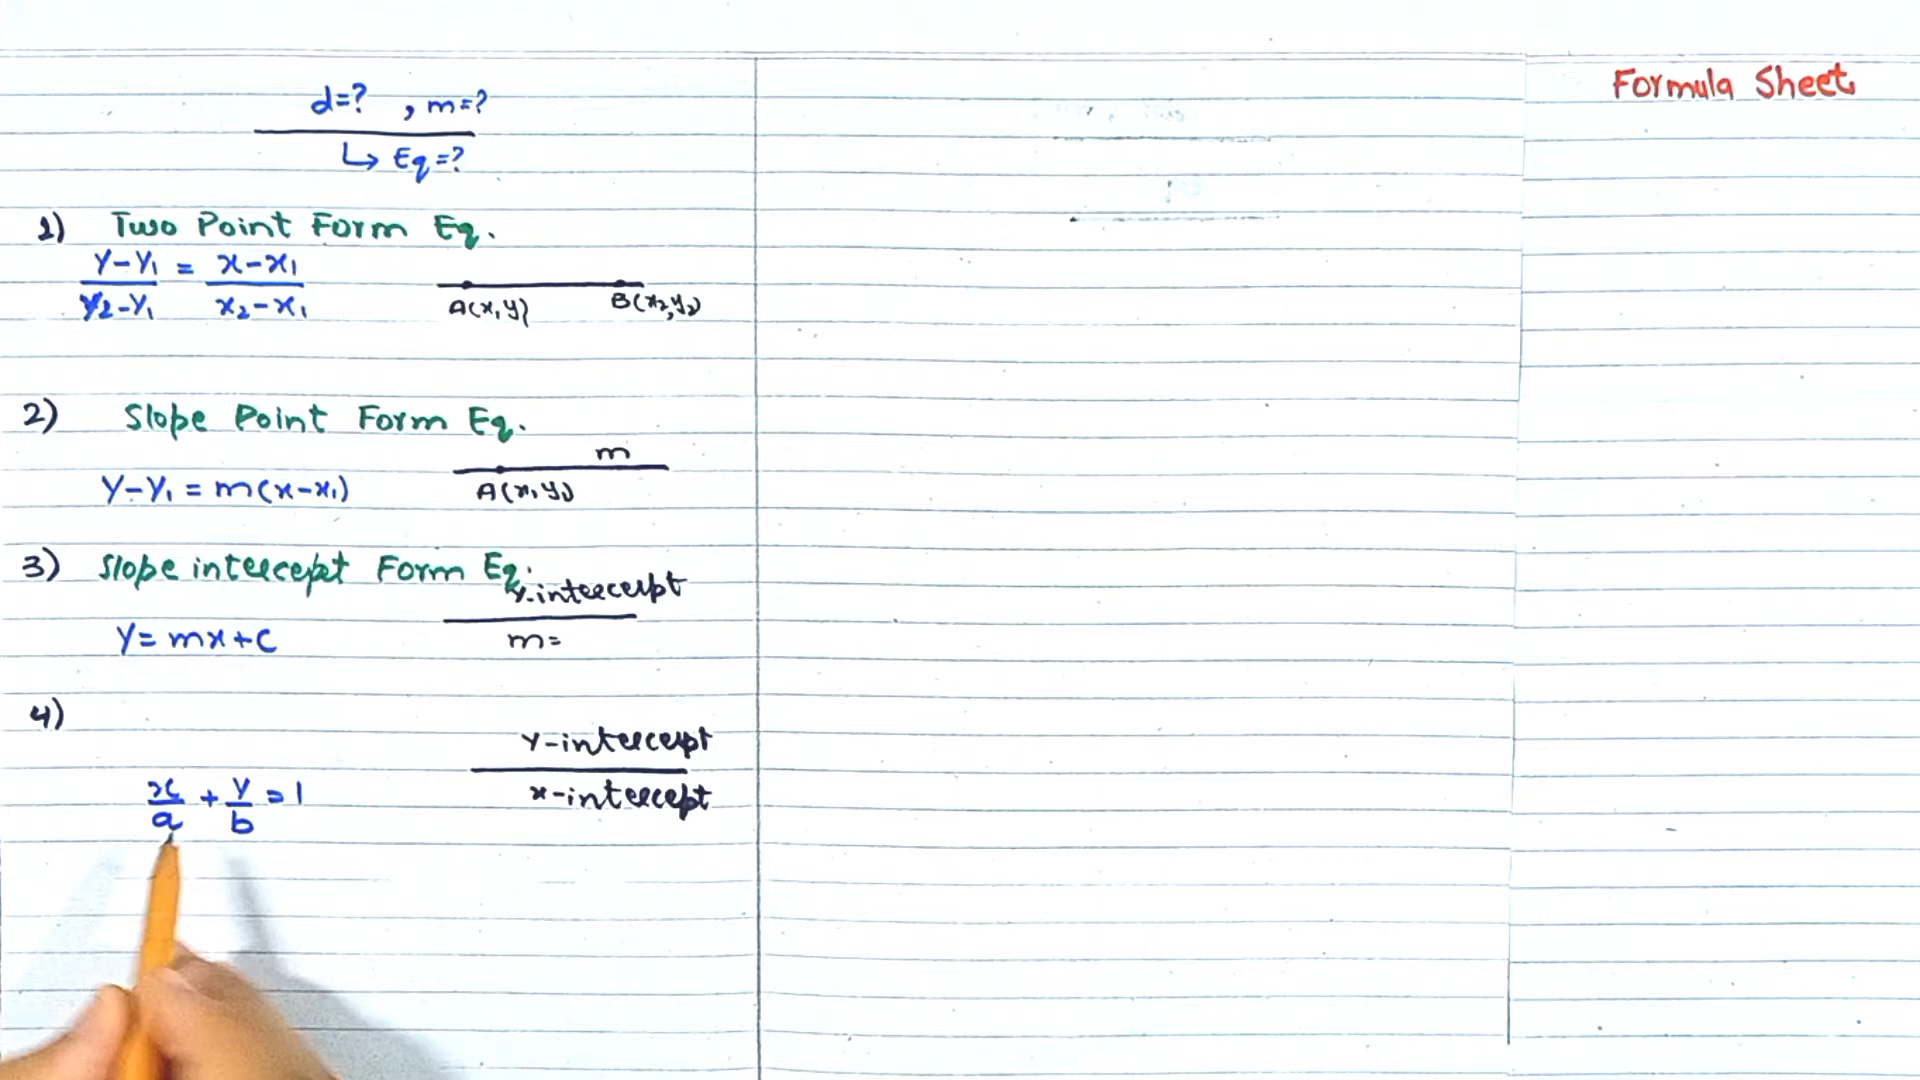 Formula Sheet
d=? , m=?
↳ Eq=?
1) Two Point Form Eq.
y-y₁/y₂-y₁ = x-x₁/x₂-x₁
A(x₁,y) B(x₂,y₂)
2) Slope Point Form Eq.
m
y-y₁ = m(x-x₁) A(x₁,y₁)
3) Slope intercept Form Eq.
y-intercept
y= mx+c m=
4)
y-intercept
x/a + y/b = 1 x-intercept